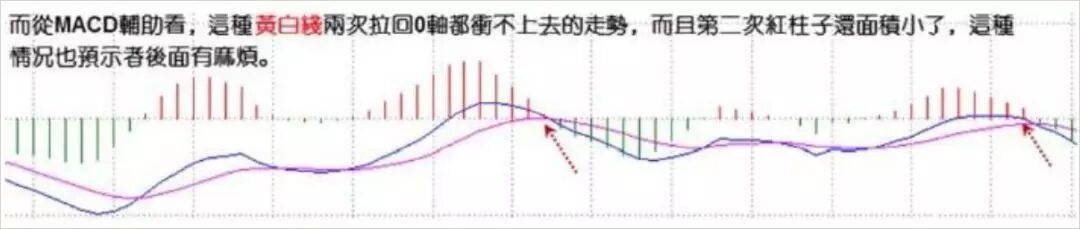 而從MACD輔助看，這種黃白綫兩次拉回0軸都衝不上去的走勢，而且第二次紅柱子還面積小了，這種
情况也預示著後面有麻煩。